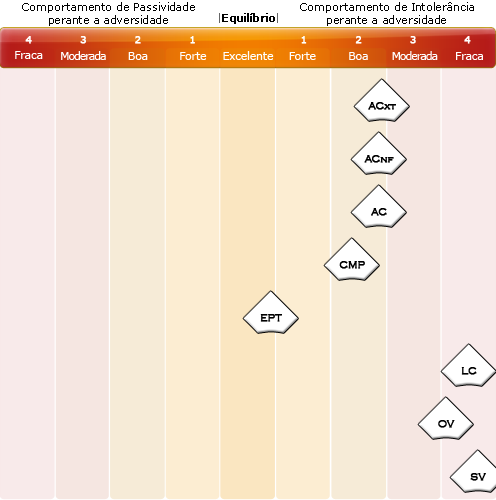 Comportamento de Passividade
perante a adversidade
|Equilíbrio|
Comportamento de Intolerância
perante a adversidade
4 3 2 1 1 2 3 4
Fraca Moderada Boa Forte Excelente Forte Boa Moderada Fraca
ACXT
ACNF
AC
CMP
EPT
LC
OV
SV